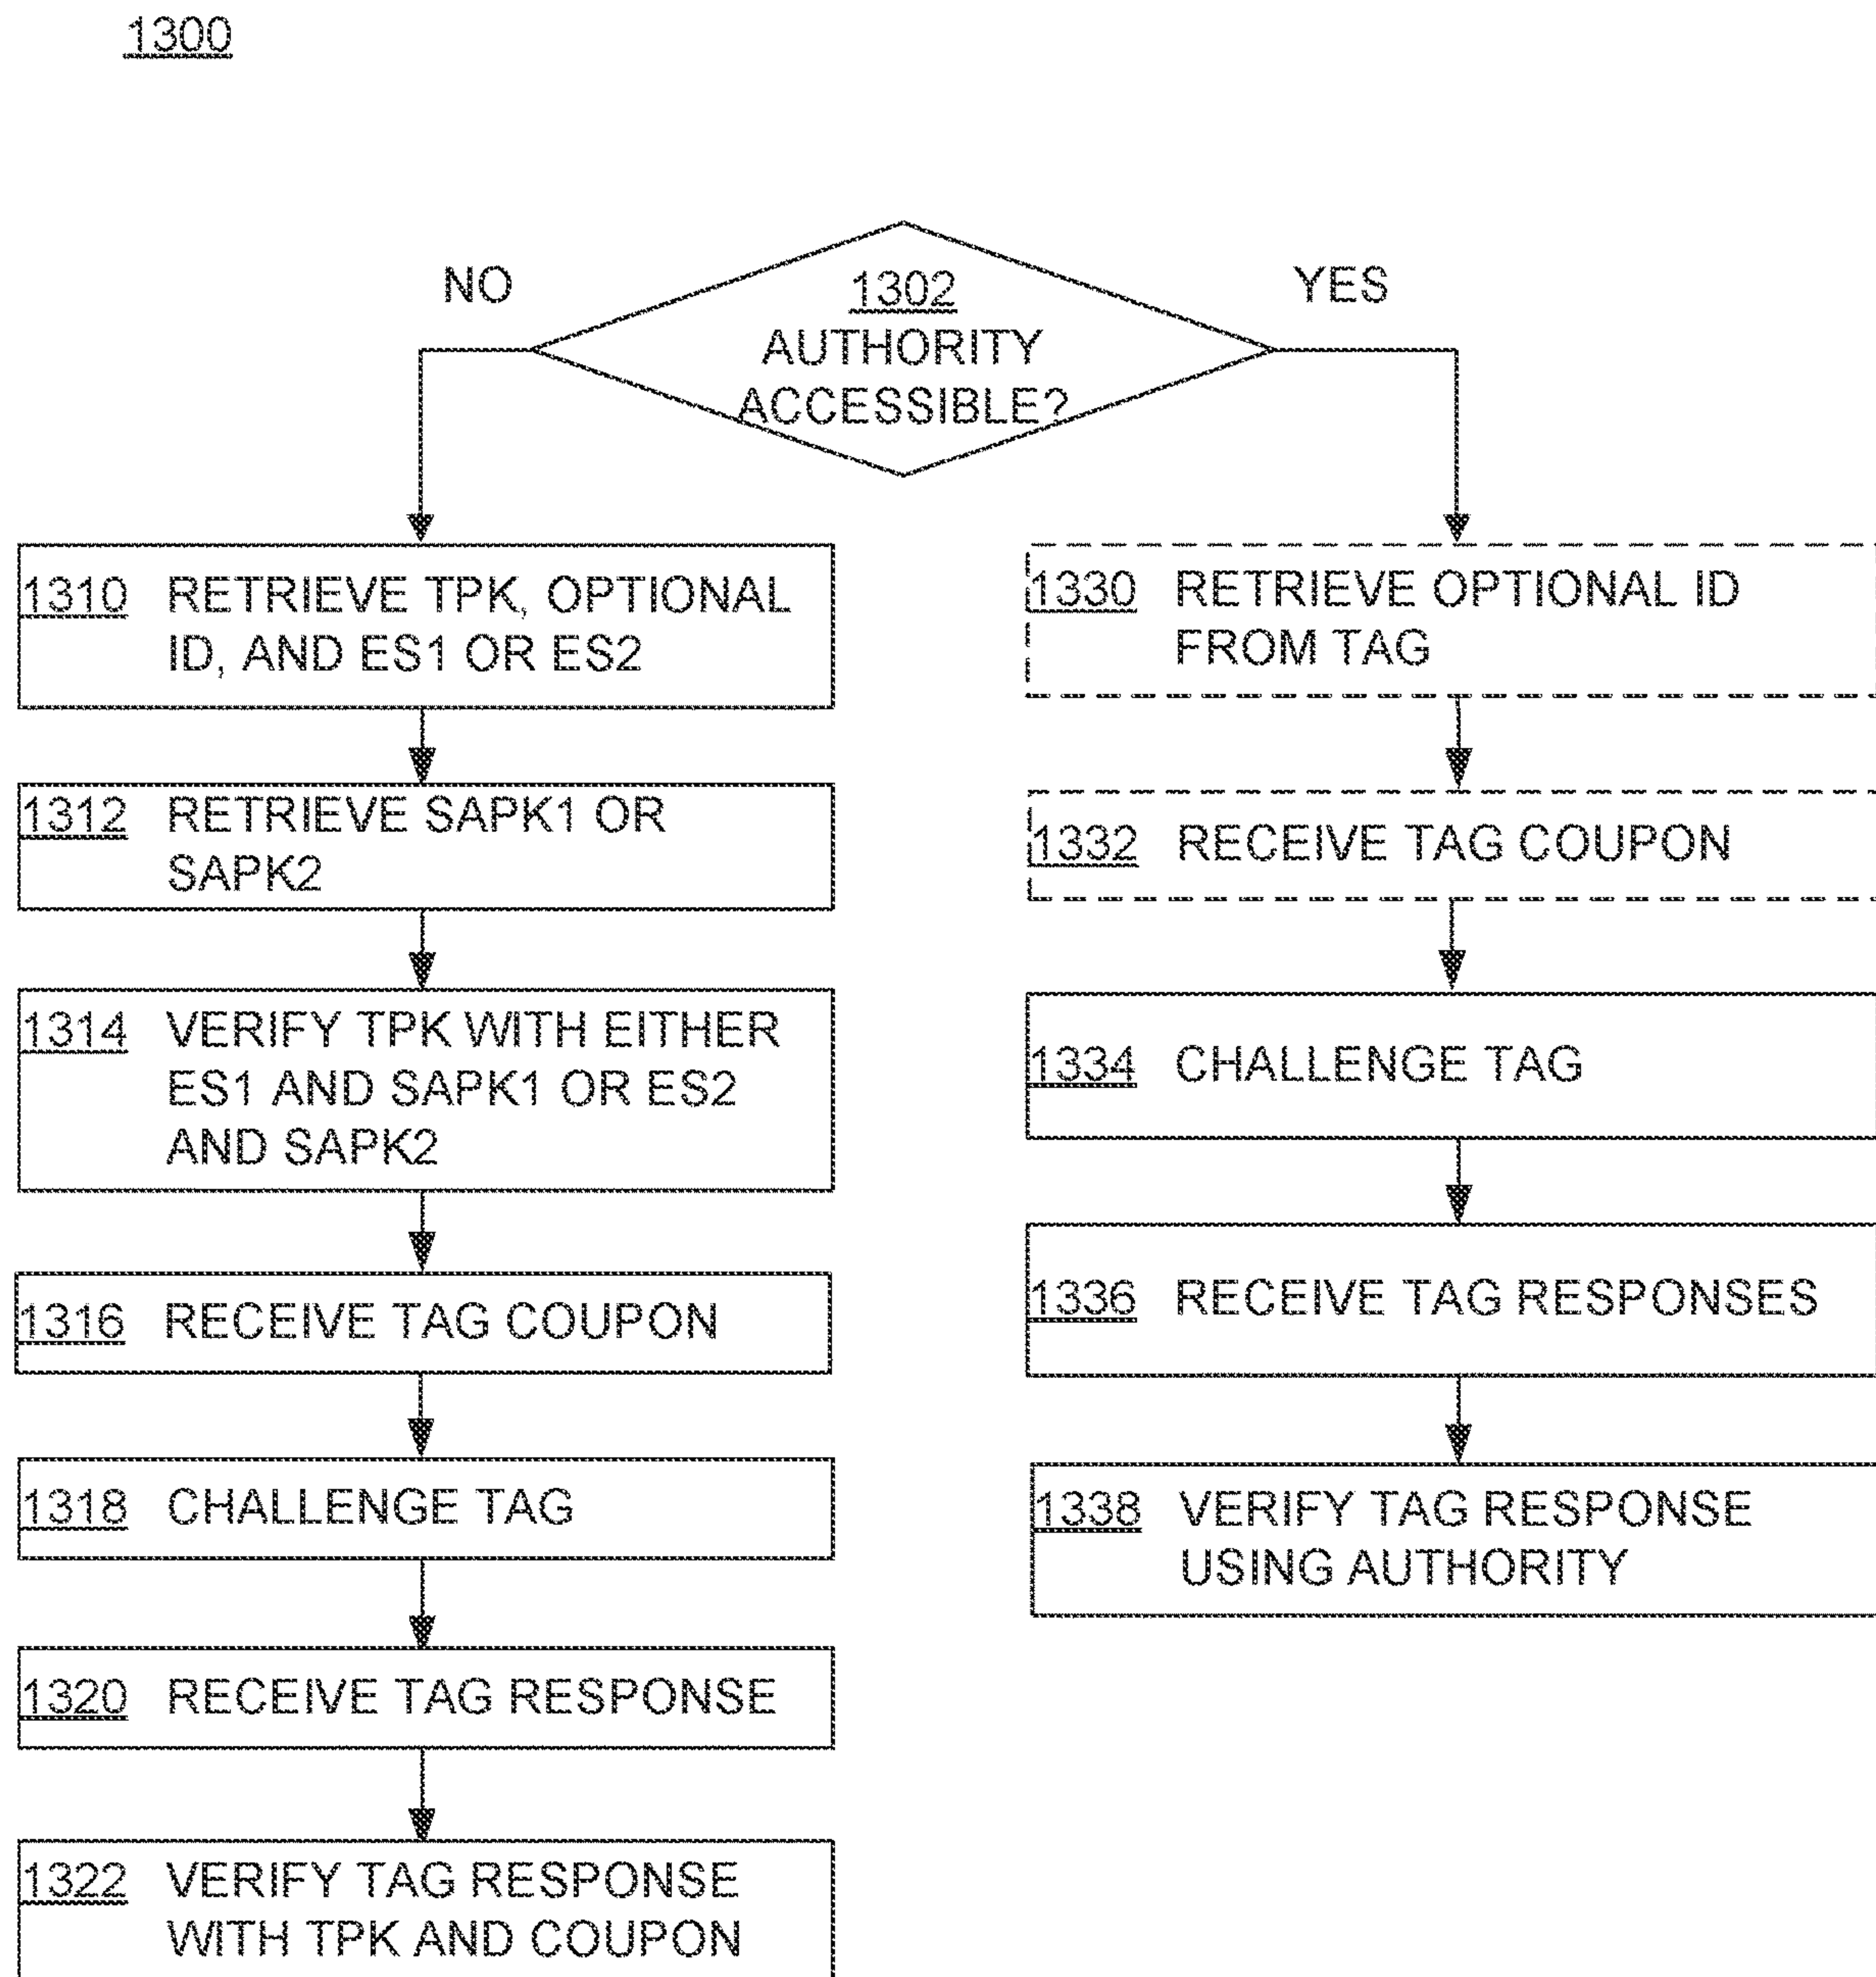 1300
NO
YES
1302
AUTHORITY
ACCESSIBLE?
1310 RETRIEVE TPK, OPTIONAL
ID, AND ES1 OR ES2
1312 RETRIEVE SAPK1 OR
SAPK2
1314 VERIFY TPK WITH EITHER
ES1 AND SAPK1 OR ES2
AND SAPK2
1316 RECEIVE TAG COUPON
1318 CHALLENGE TAG
1320 RECEIVE TAG RESPONSE
1322 VERIFY TAG RESPONSE
WITH TPK AND COUPON
1330 RETRIEVE OPTIONAL ID
FROM TAG
1332 RECEIVE TAG COUPON
1334 CHALLENGE TAG
1336 RECEIVE TAG RESPONSES
1338 VERIFY TAG RESPONSE
USING AUTHORITY